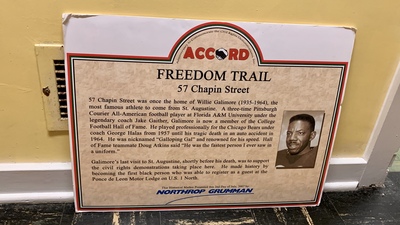 ACCORD
FREEDOM TRAIL
57 Chapin Street
57 Chapin Street was once the home of Willie Galimore (1935-1964), the
most famous athlete to come from St. Augustine. A three-time Pittsburgh
Courier All-American football player at Florida A&M University under the
legendary coach Jake Gaither, Galimore is now a member of the College
Football Hall of Fame. He played professionally for the Chicago Bears under
coach George Halas from 1957 until his tragic death in an auto accident in
1964. He was nicknamed "Galloping Gal" and renowned for his speed. Hall
of Fame teammate Doug Atkins said "He was the fastest person I ever saw in
a uniform."
Galimore's last visit to St. Augustine, shortly before his death, was to support
the civil rights demonstrations taking place here. He made history by
becoming the first black person who was able to register as a guest at the
Ponce de Leon Motor Lodge on U.S. 1 North.
NORTHROP GRUMMAN